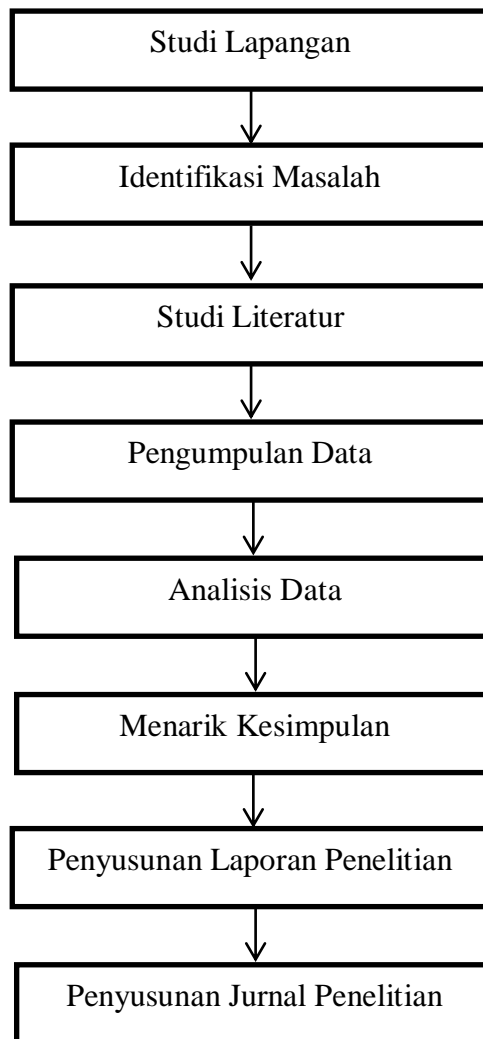 Studi Lapangan
Identifikasi Masalah
Studi Literatur
Pengumpulan Data
Analisis Data
Menarik Kesimpulan
Penyusunan Laporan Penelitian
Penyusunan Jurnal Penelitian